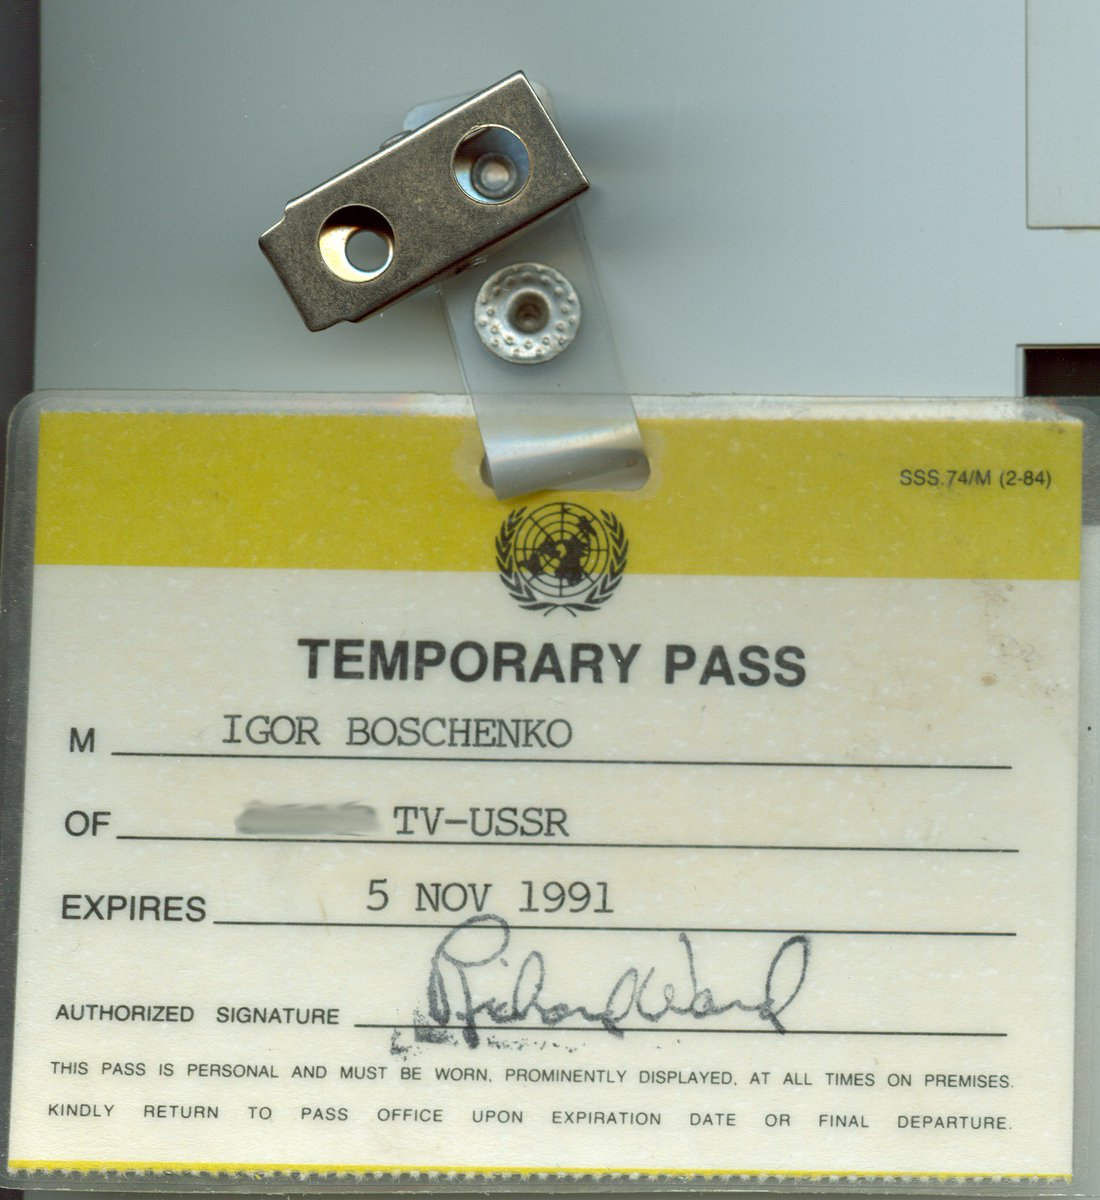 SSS.74/M (2-84)
TEMPORARY PASS
M IGOR BOSCHENKO
OF TV-USSR
EXPIRES 5 NOV 1991
AUTHORIZED SIGNATURE Richard Ward
THIS PASS IS PERSONAL AND MUST BE WORN, PROMINENTLY DISPLAYED, AT ALL TIMES ON PREMISES.
KINDLY RETURN TO PASS OFFICE UPON EXPIRATION DATE OR FINAL DEPARTURE.